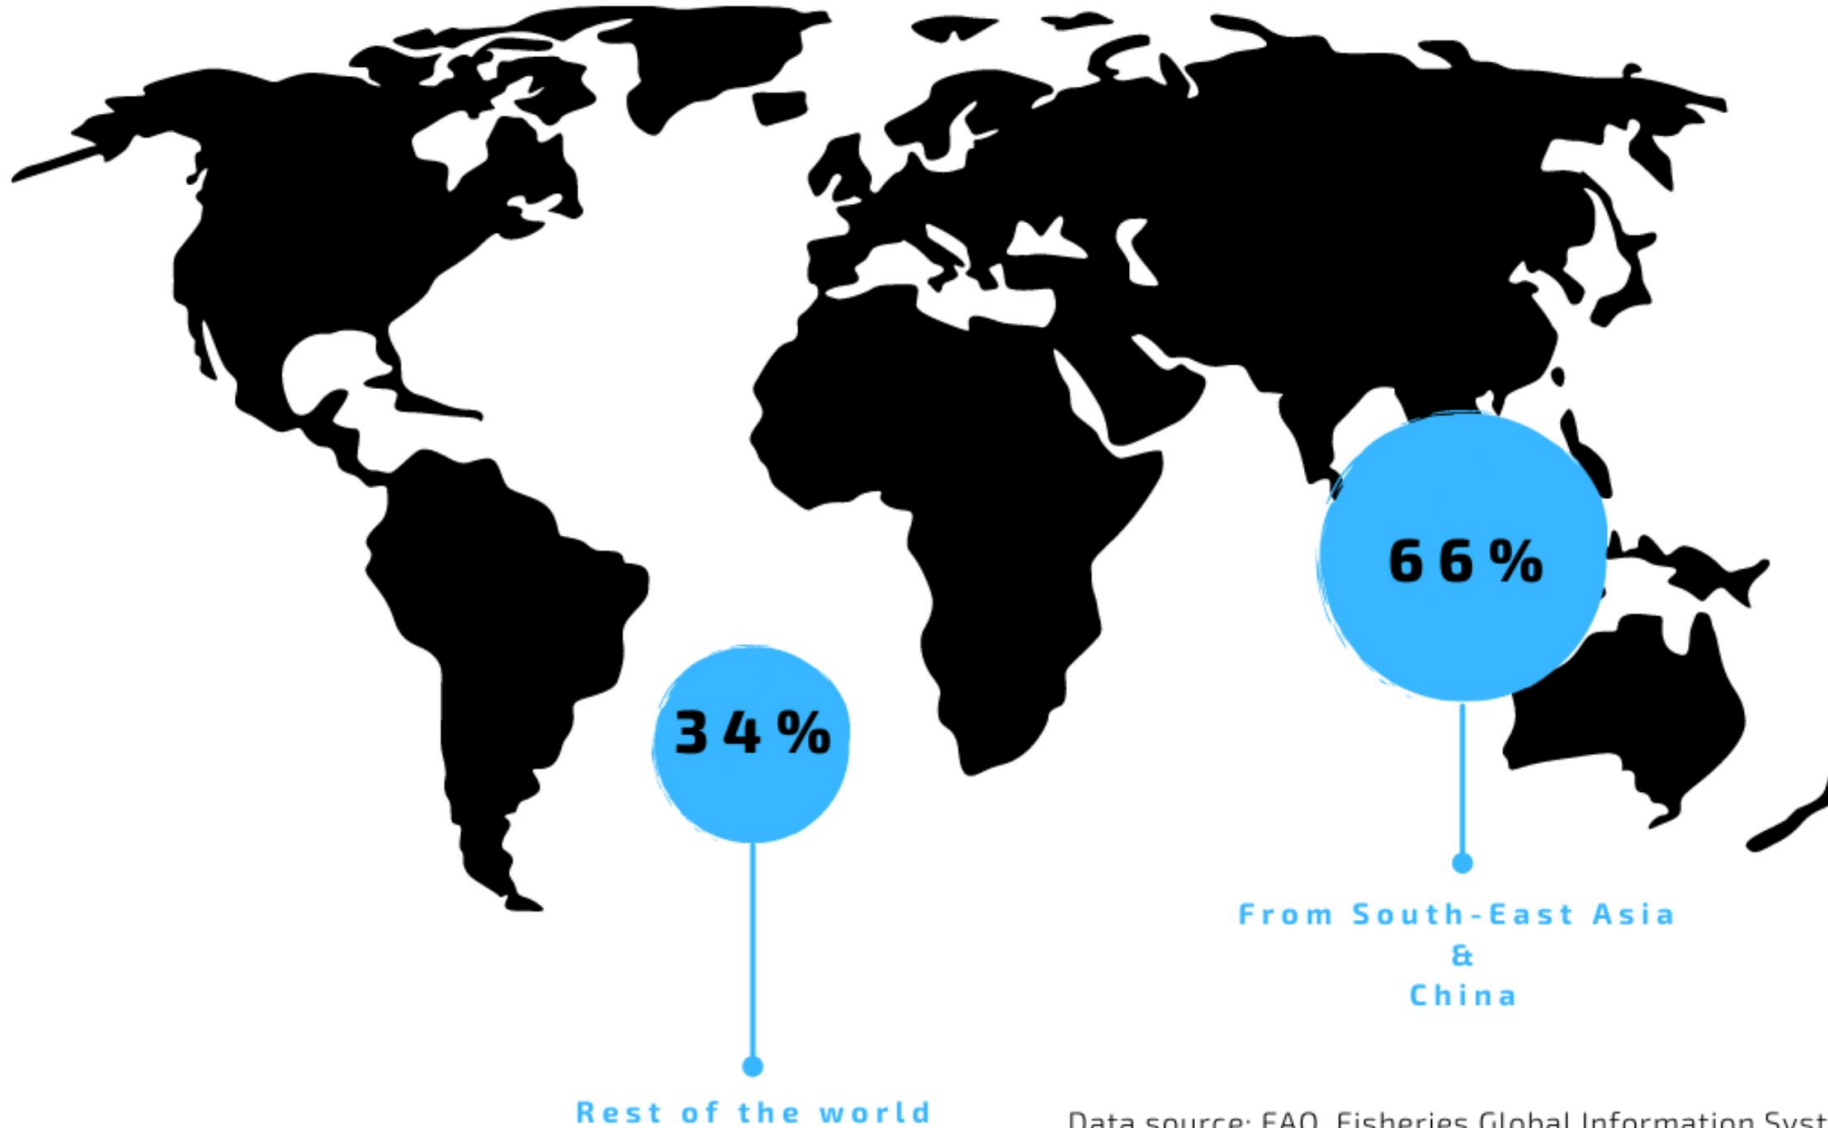 66%
34%
From South-East Asia
&
China
Rest of the world
Data source: FAO, Fisheries Global Information